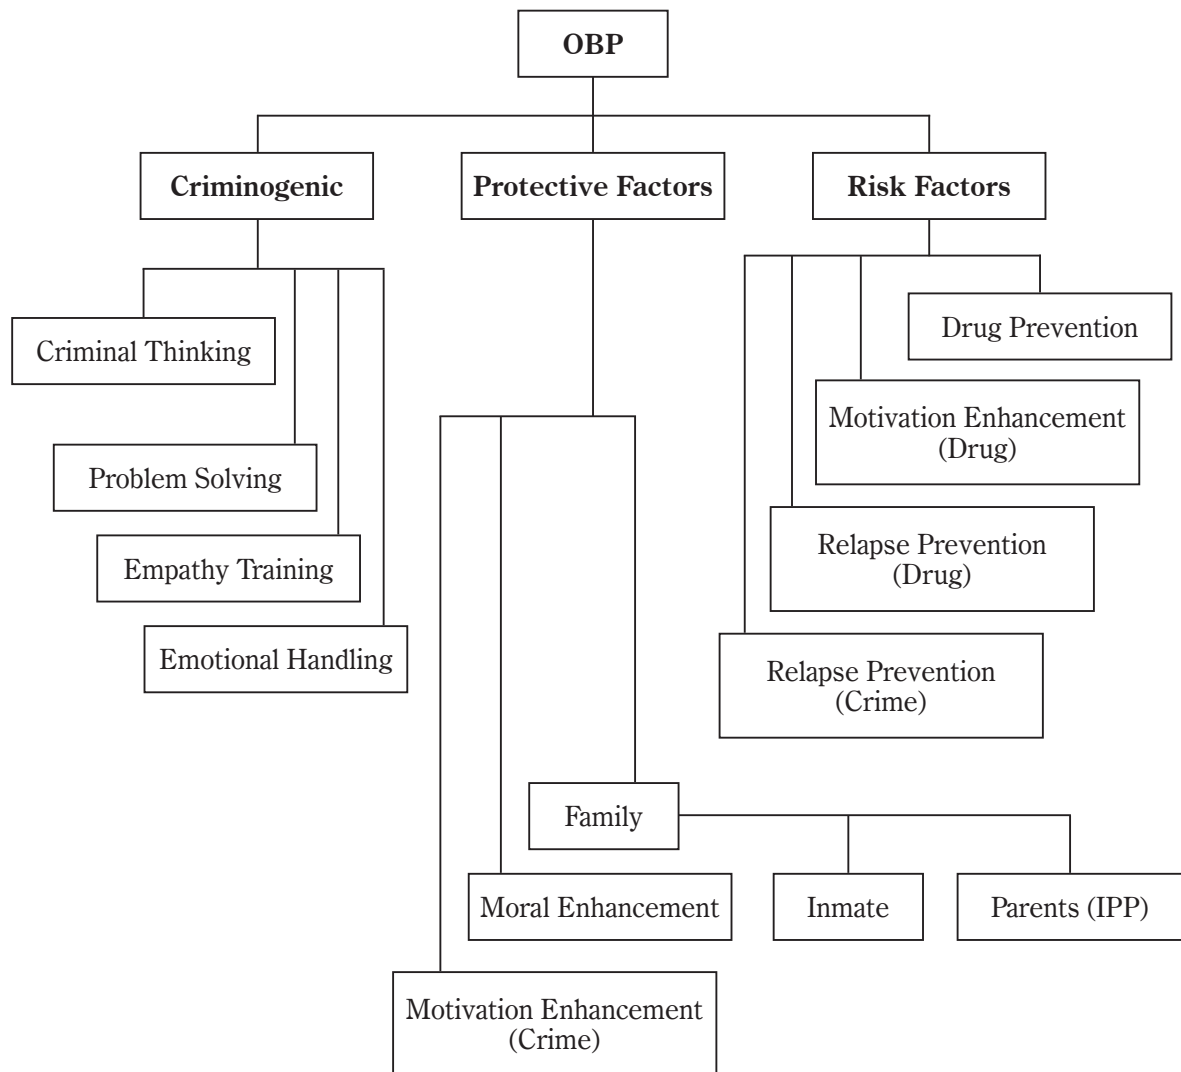 OBP
Criminogenic
Protective Factors
Risk Factors
Criminal Thinking
Problem Solving
Empathy Training
Emotional Handling
Drug Prevention
Motivation Enhancement
(Drug)
Relapse Prevention
(Drug)
Relapse Prevention
(Crime)
Family
Moral Enhancement
Inmate
Parents (IPP)
Motivation Enhancement
(Crime)